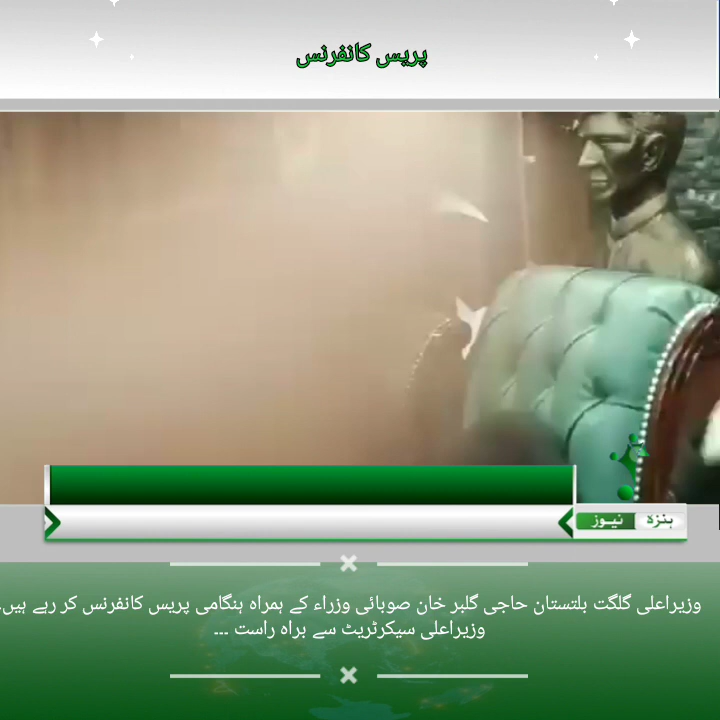 پریس کانفرنس
ہنزہ نیوز
وزیراعلی گلگت بلتستان حاجی گلبر خان صوبائی وزراء کے ہمراہ ہنگامی پریس کانفرنس کر رہے ہیں.
وزیراعلی سیکرٹریٹ سے براہ راست ...